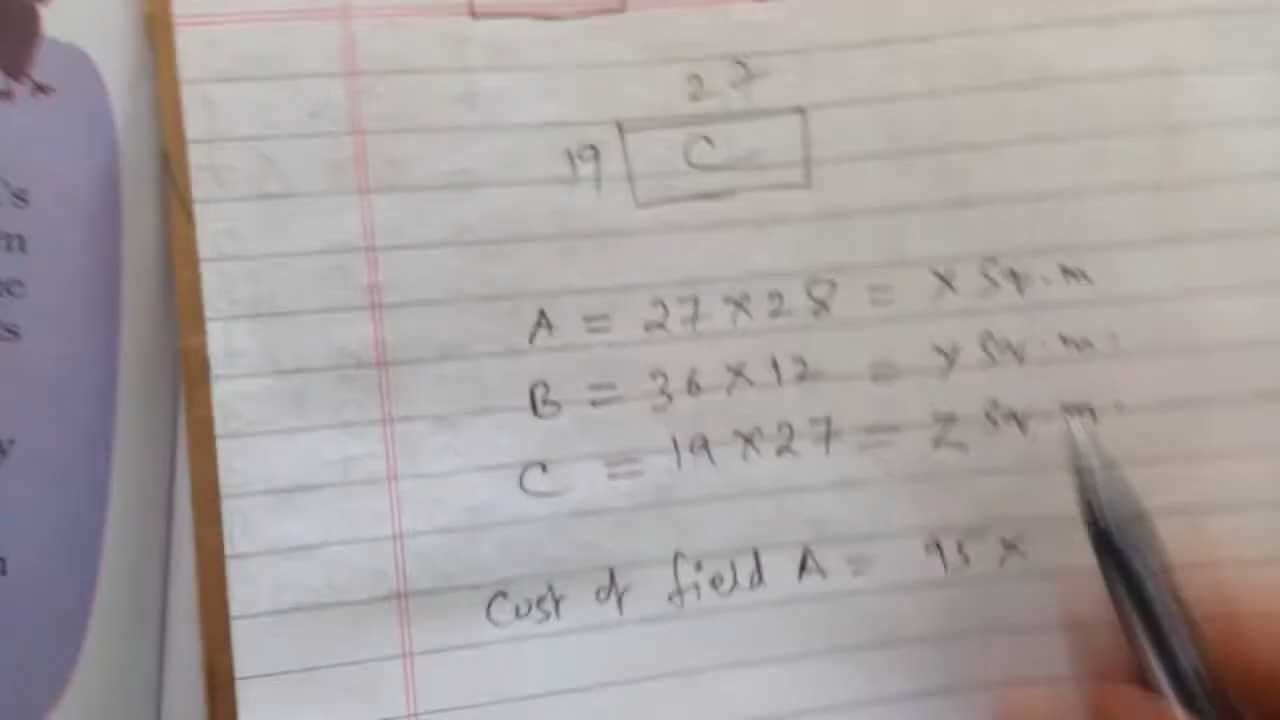 27
19 C
A = 27 × 28 = x Sq.m
B = 36 × 12 = y Sq.m.
C = 19 × 27 = z Sq.m.
Cost of field A = 95 ×
's
m
y